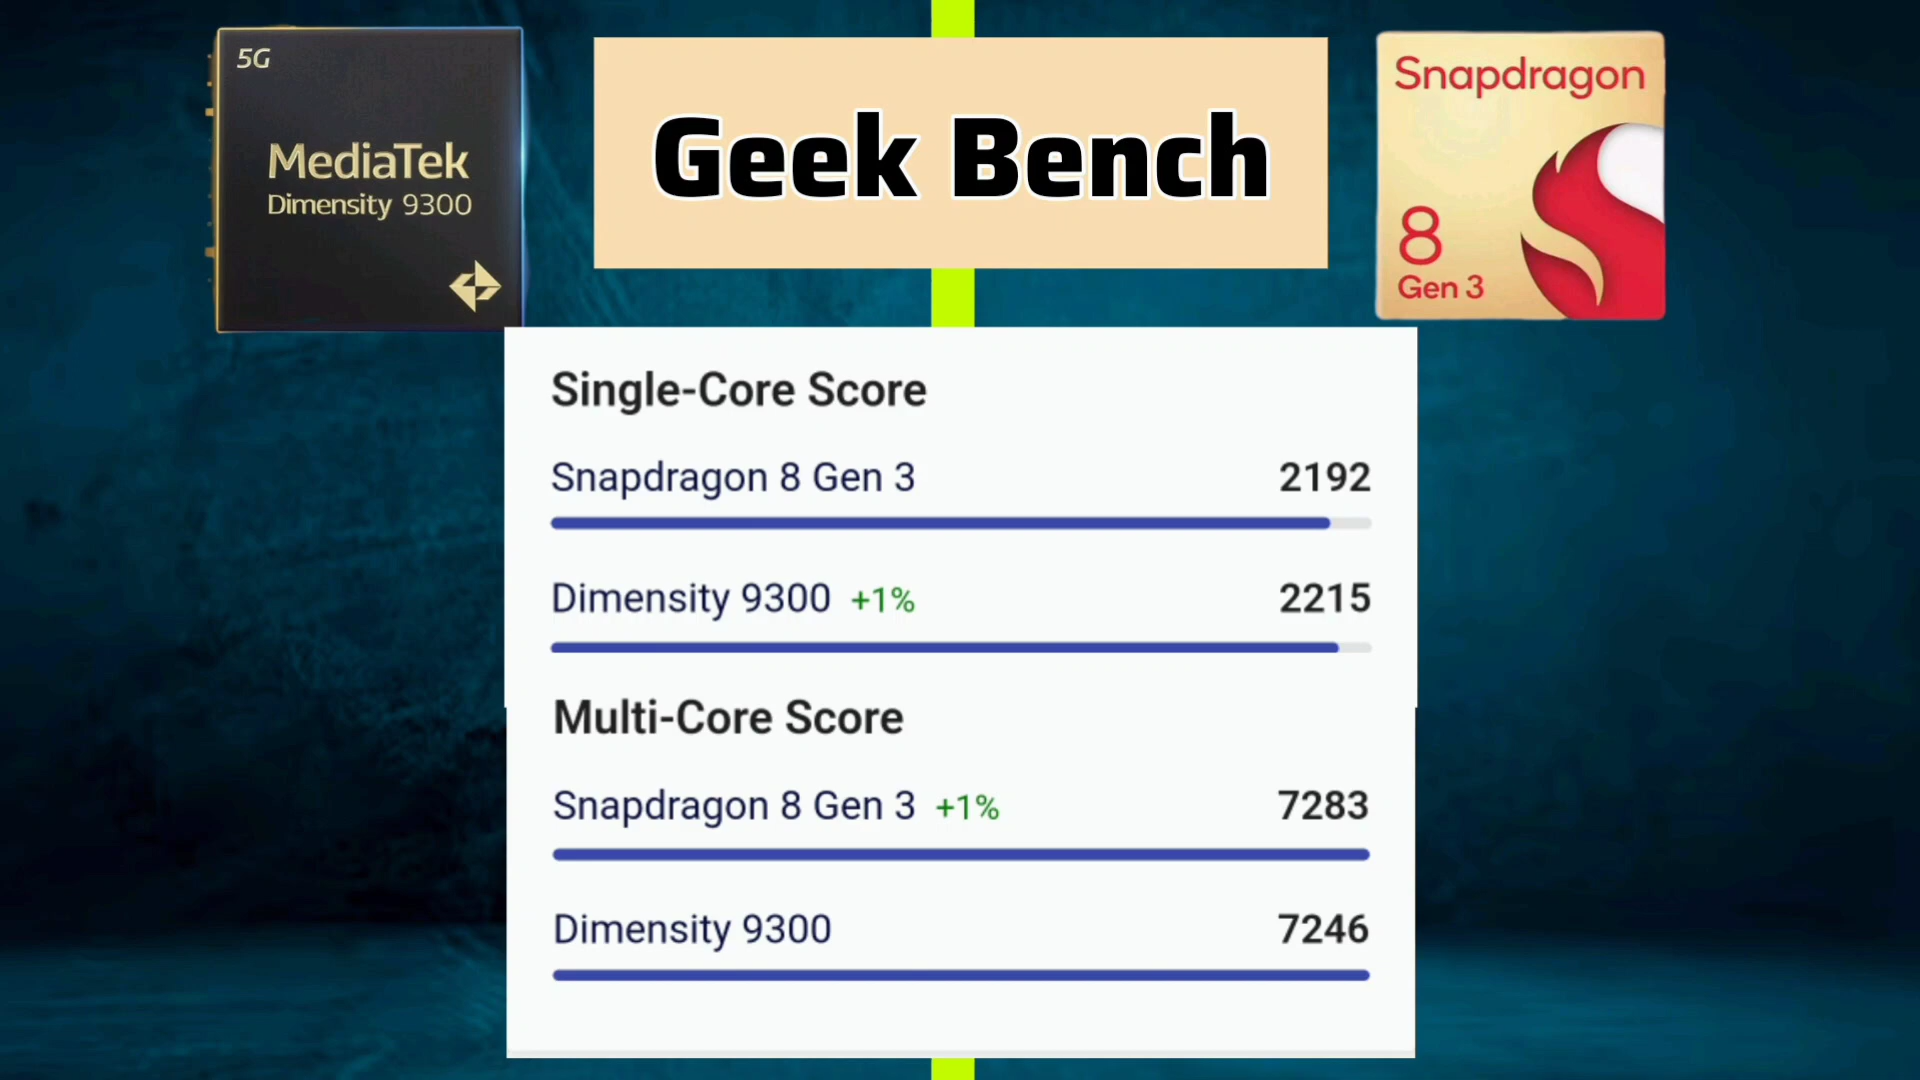 5G
MediaTek
Dimensity 9300
Geek Bench
Snapdragon
8
Gen 3
Single-Core Score
Snapdragon 8 Gen 3 2192
Dimensity 9300 +1% 2215
Multi-Core Score
Snapdragon 8 Gen 3 +1% 7283
Dimensity 9300 7246